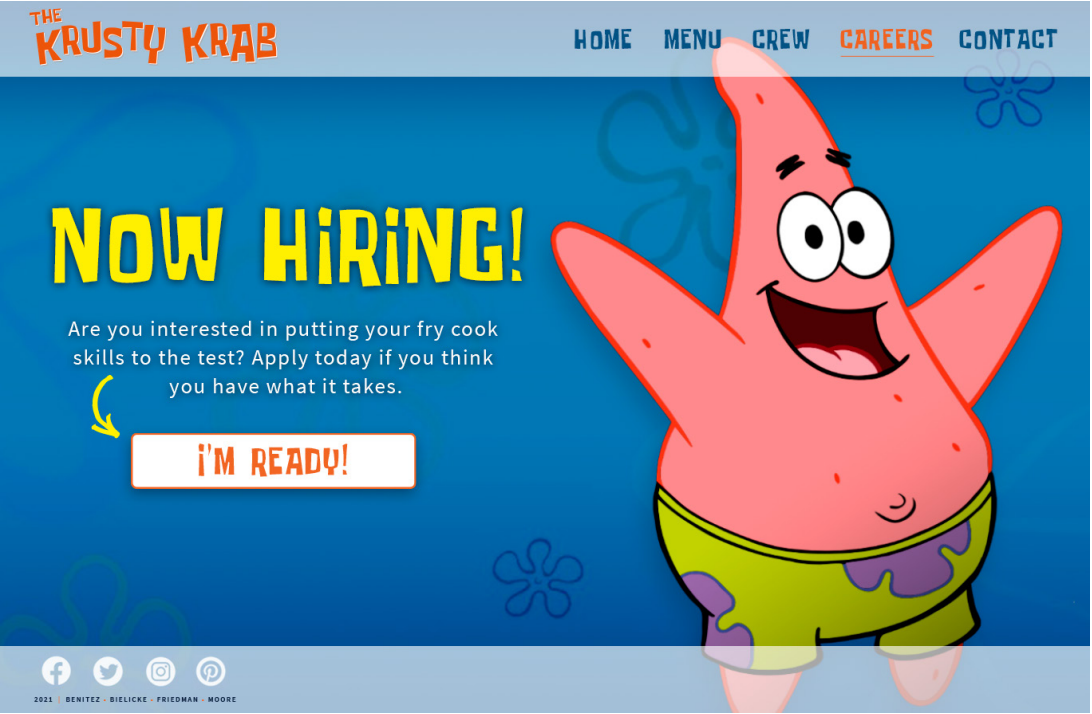 THE
KRUSTY KRAB
HOME MENU CREW CAREERS CONTACT
NOW HiRiNG!
Are you interested in putting your fry cook
skills to the test? Apply today if you think
you have what it takes.
i'M READY!
2021 | BENITEZ - BIELICKE - FRIEDMAN - MOORE